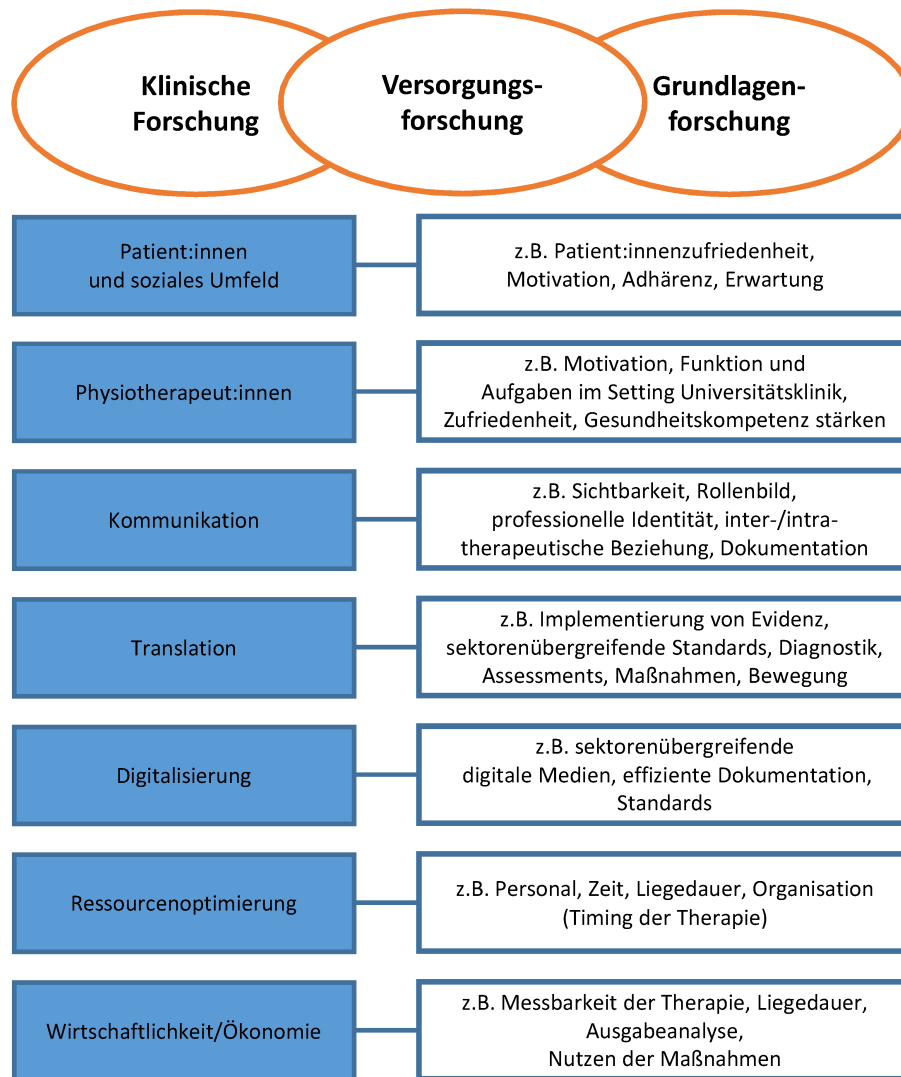 Klinische
Forschung
Versorgungs-
forschung
Grundlagen-
forschung
Patient:innen
und soziales Umfeld
z.B. Patient:innenzufriedenheit,
Motivation, Adhärenz, Erwartung
Physiotherapeut:innen
z.B. Motivation, Funktion und
Aufgaben im Setting Universitätsklinik,
Zufriedenheit, Gesundheitskompetenz stärken
Kommunikation
z.B. Sichtbarkeit, Rollenbild,
professionelle Identität, inter-/intra-
therapeutische Beziehung, Dokumentation
Translation
z.B. Implementierung von Evidenz,
sektorenübergreifende Standards, Diagnostik,
Assessments, Maßnahmen, Bewegung
Digitalisierung
z.B. sektorenübergreifende
digitale Medien, effiziente Dokumentation,
Standards
Ressourcenoptimierung
z.B. Personal, Zeit, Liegedauer, Organisation
(Timing der Therapie)
Wirtschaftlichkeit/Ökonomie
z.B. Messbarkeit der Therapie, Liegedauer,
Ausgabeanalyse,
Nutzen der Maßnahmen